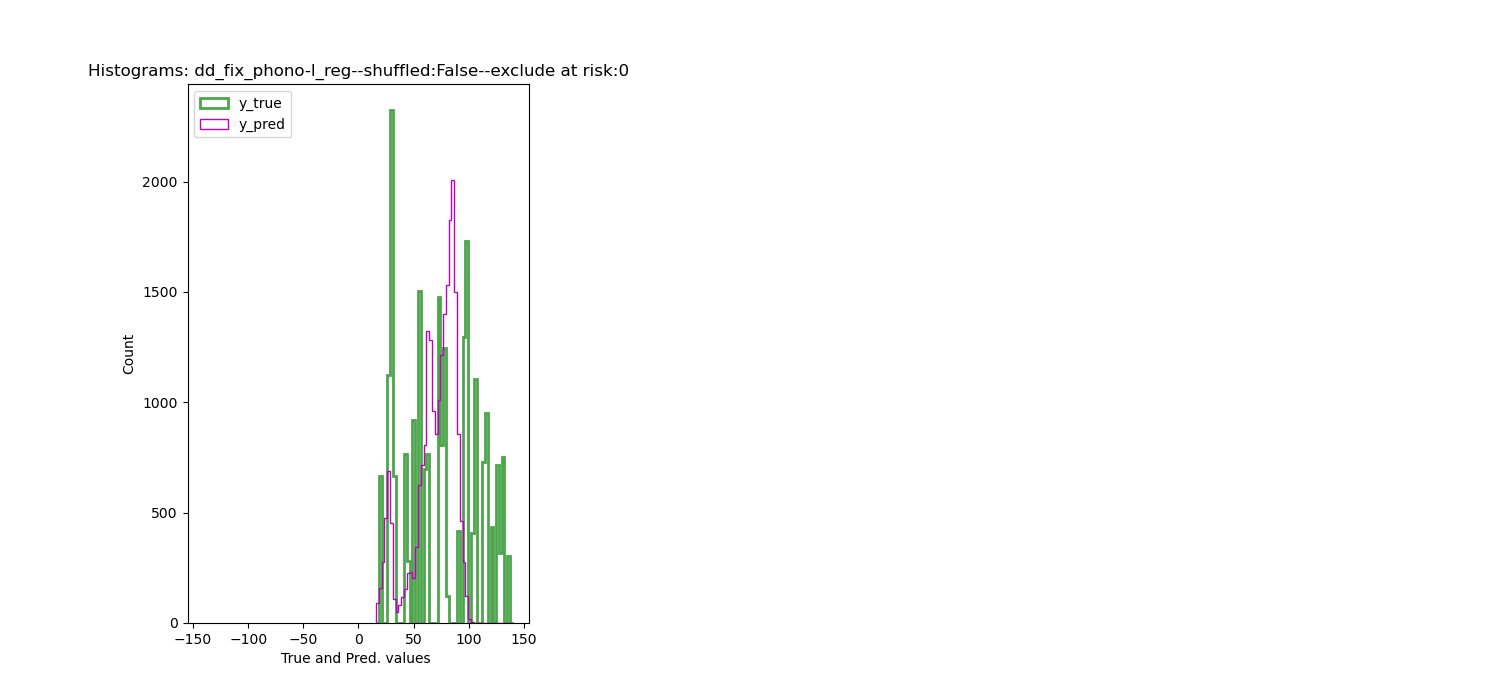 Histograms: dd_fix_phono-l_reg--shuffled:False--exclude at risk:0
y_true
y_pred
2000
1500
1000
500
0
Count
−150 −100 −50 0 50 100 150
True and Pred. values